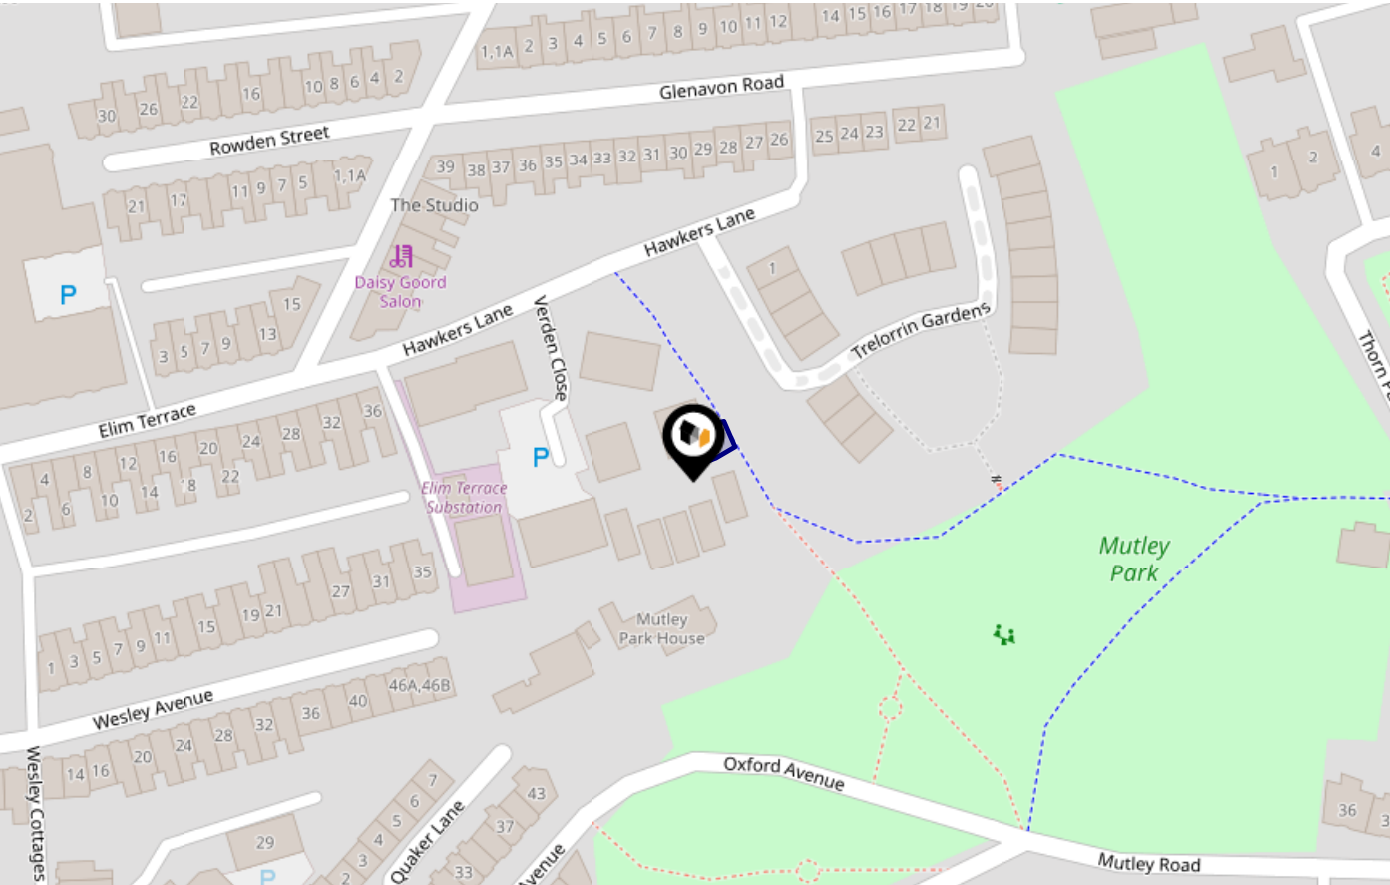 1,1A 2 3 4 5 6 7 8 9 10 11 12 14 15 16 17 18 19 20
Glenavon Road
30 26 22 16 10 8 6 4 2
Rowden Street
39 38 37 36 35 34 33 32 31 30 29 28 27 26 25 24 23 22 21
21 17 11 9 7 5 1,1A
The Studio
1 2 4
Hawkers Lane
P
Daisy Goord
Salon
1
15
3 5 7 9 13
Hawkers Lane
Verden Close
Trelorrin Gardens
Elim Terrace
4 8 12 16 20 24 28 32 36
2 6 10 14 18 22
P
Elim Terrace
Substation
Mutley
Park
1 3 5 7 9 11 15 19 21 27 31 35
Mutley
Park House
Wesley Avenue
14 16 20 24 28 32 36 40 46A,46B
Wesley Cottages
Oxford Avenue
7
6
5
4
3
2
Quaker Lane
43
37
33
29
P
Avenue
Mutley Road
36